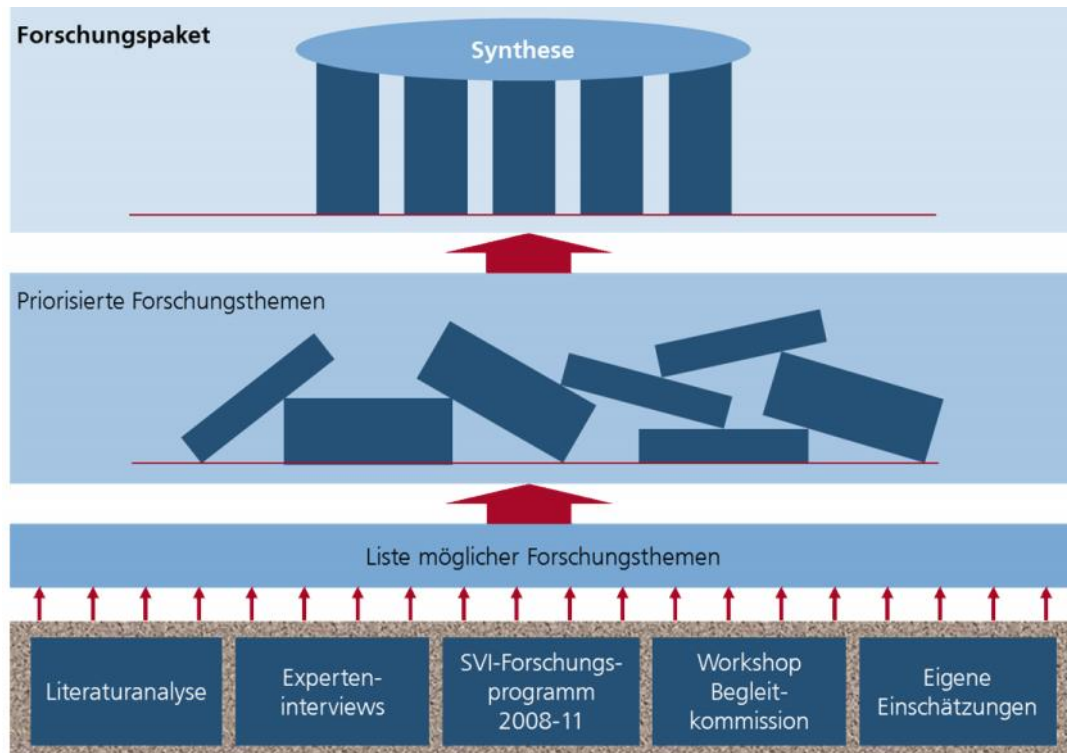 Forschungspaket
Synthese
Priorisierte Forschungsthemen
Liste möglicher Forschungsthemen
Literaturanalyse
Experten-
interviews
SVI-Forschungs-
programm
2008-11
Workshop
Begleit-
kommission
Eigene
Einschätzungen